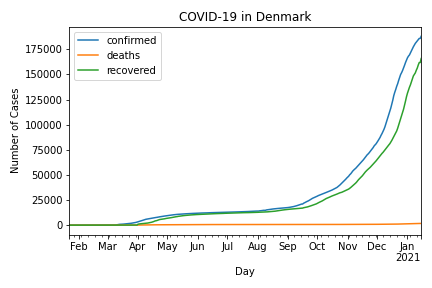 COVID-19 in Denmark
confirmed
deaths
recovered
Number of Cases
175000
150000
125000
100000
75000
50000
25000
0
Feb Mar Apr May Jun Jul Aug Sep Oct Nov Dec Jan
2021
Day